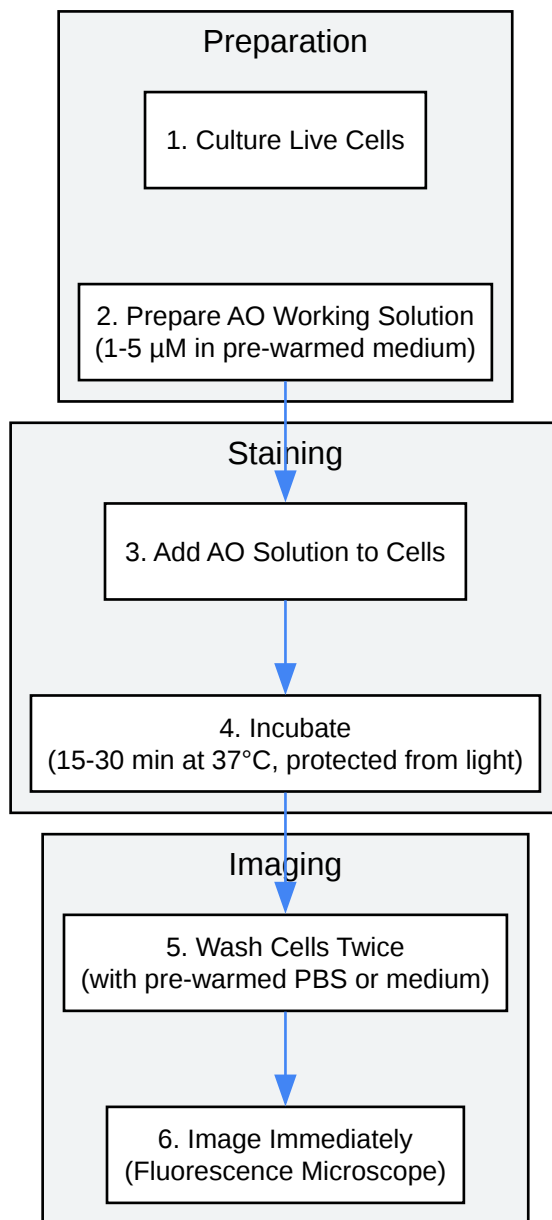 Preparation
1. Culture Live Cells
2. Prepare AO Working Solution
(1-5 µM in pre-warmed medium)
Staining
3. Add AO Solution to Cells
4. Incubate
(15-30 min at 37°C, protected from light)
Imaging
5. Wash Cells Twice
(with pre-warmed PBS or medium)
6. Image Immediately
(Fluorescence Microscope)